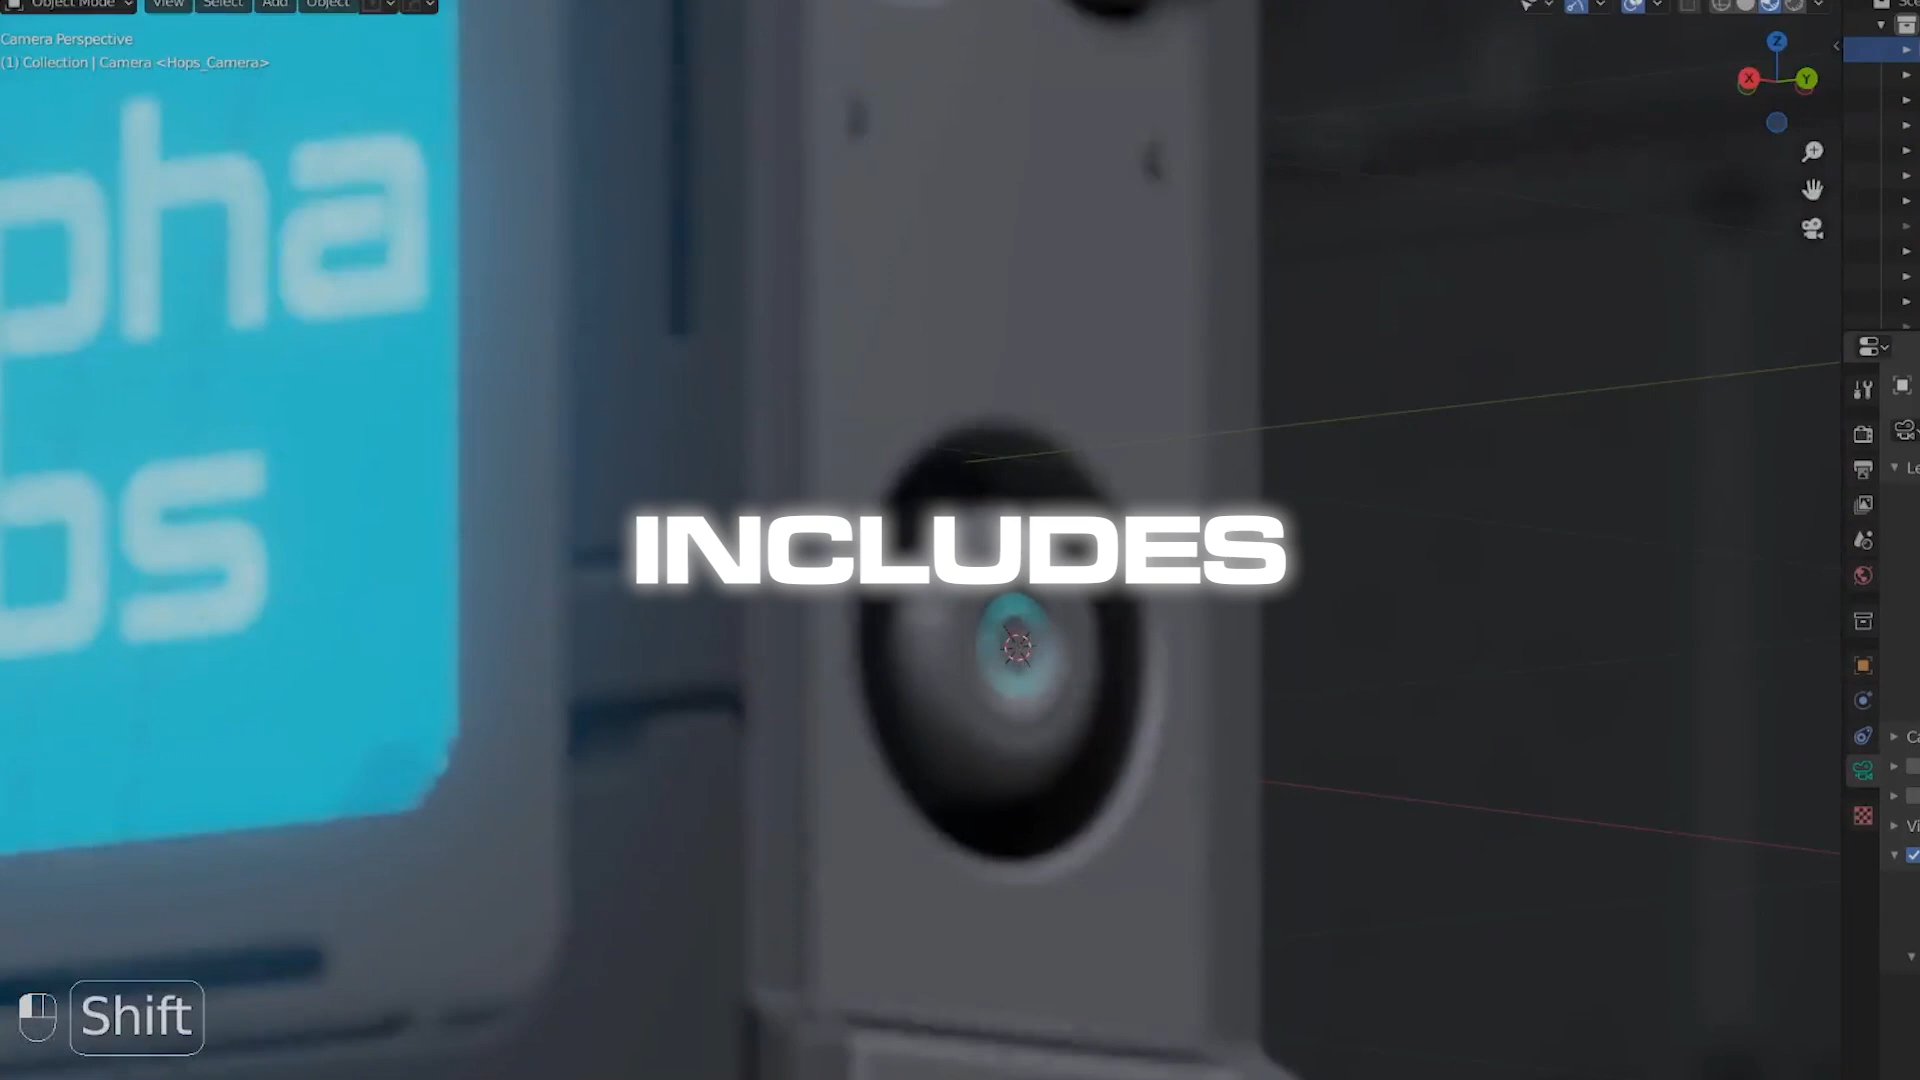 Object Mode View Select Add Object
Camera Perspective
(1) Collection | Camera <Hops_Camera>
Z
X Y
pha
bs
INCLUDES
Shift